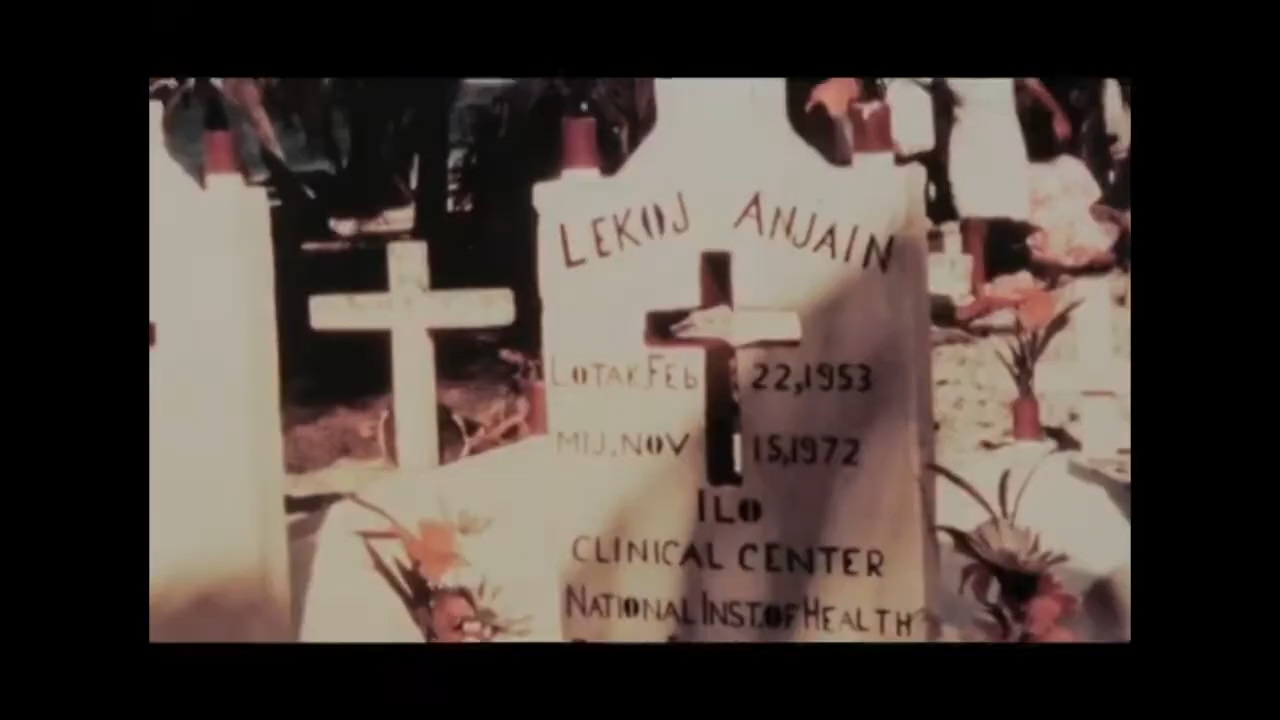 LEKOJ ANJAIN
LOTAK, FEb 22, 1953
MIJ, NOV 15, 1972
ILO
CLINICAL CENTER
NATIONAL INST. OF HEALTH